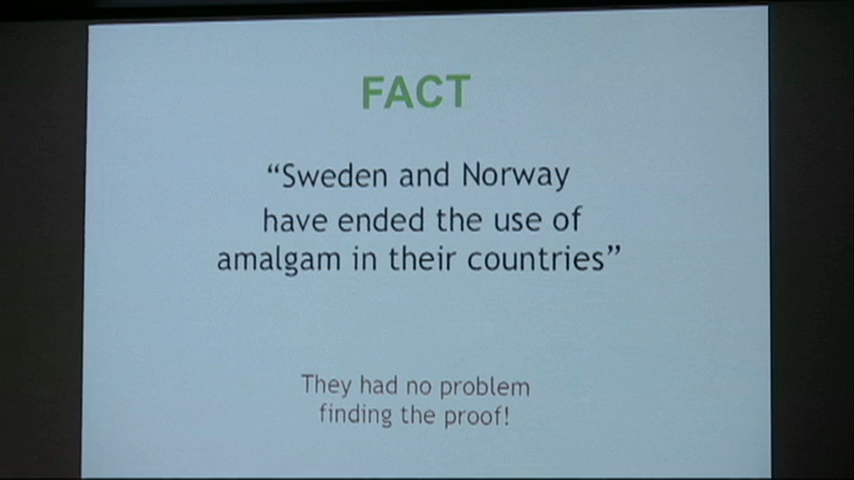 FACT
“Sweden and Norway
have ended the use of
amalgam in their countries”
They had no problem
finding the proof!